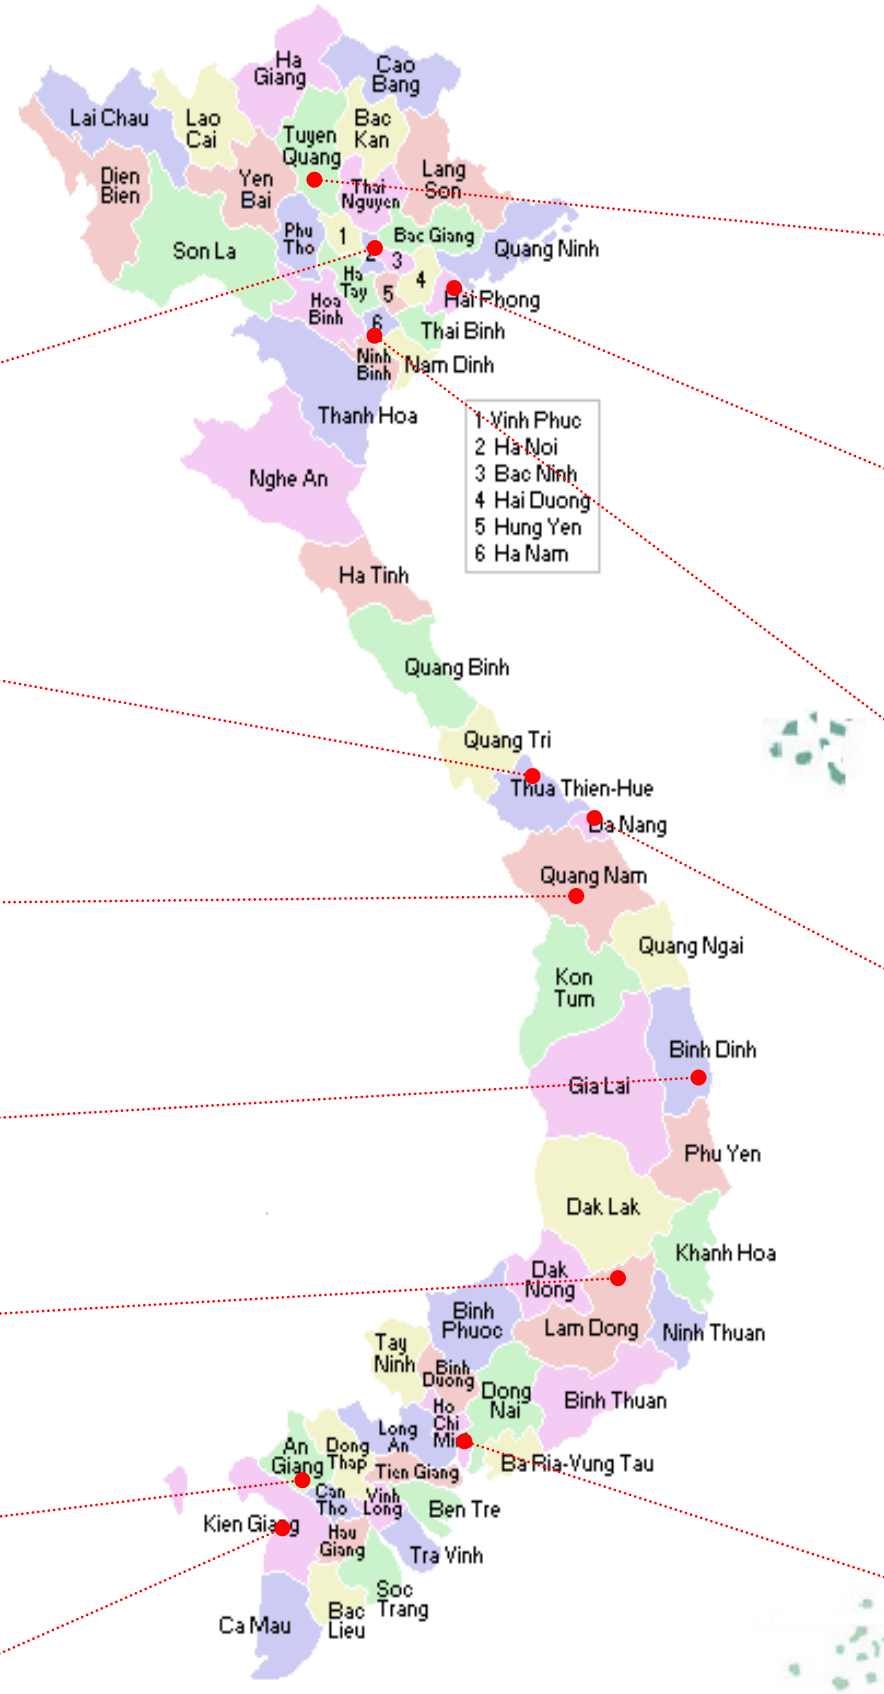 Ha
Giang
Cao
Bang
Lai Chau
Lao
Cai
Bac
Kan
Tuyen
Quang
Lang
Son
Dien
Bien
Yen
Bai
Thai
Nguyen
Phu
Tho
1
Bac Giang
Quang Ninh
Son La
2
3
Ha
Tay
4
5
Hai Phong
Hoa
Binh
6
Thai Binh
Ninh
Binh
Nam Dinh
Thanh Hoa
1 Vinh Phuc
2 Ha Noi
3 Bac Ninh
4 Hai Duong
5 Hung Yen
6 Ha Nam
Nghe An
Ha Tinh
Quang Binh
Quang Tri
Thua Thien-Hue
Da Nang
Quang Nam
Quang Ngai
Kon
Tum
Binh Dinh
Gia Lai
Phu Yen
Dak Lak
Khanh Hoa
Dak
Nong
Binh
Phuoc
Lam Dong
Ninh Thuan
Tay
Ninh
Binh
Duong
Dong
Nai
Binh Thuan
Ho
Chi
Min
Long
An
An
Giang
Dong
Thap
Ba Ria-Vung Tau
Tien Giang
Can
Tho
Vinh
Long
Ben Tre
Kien Giang
Hau
Giang
Tra Vinh
Soc
Trang
Ca Mau
Bac
Lieu